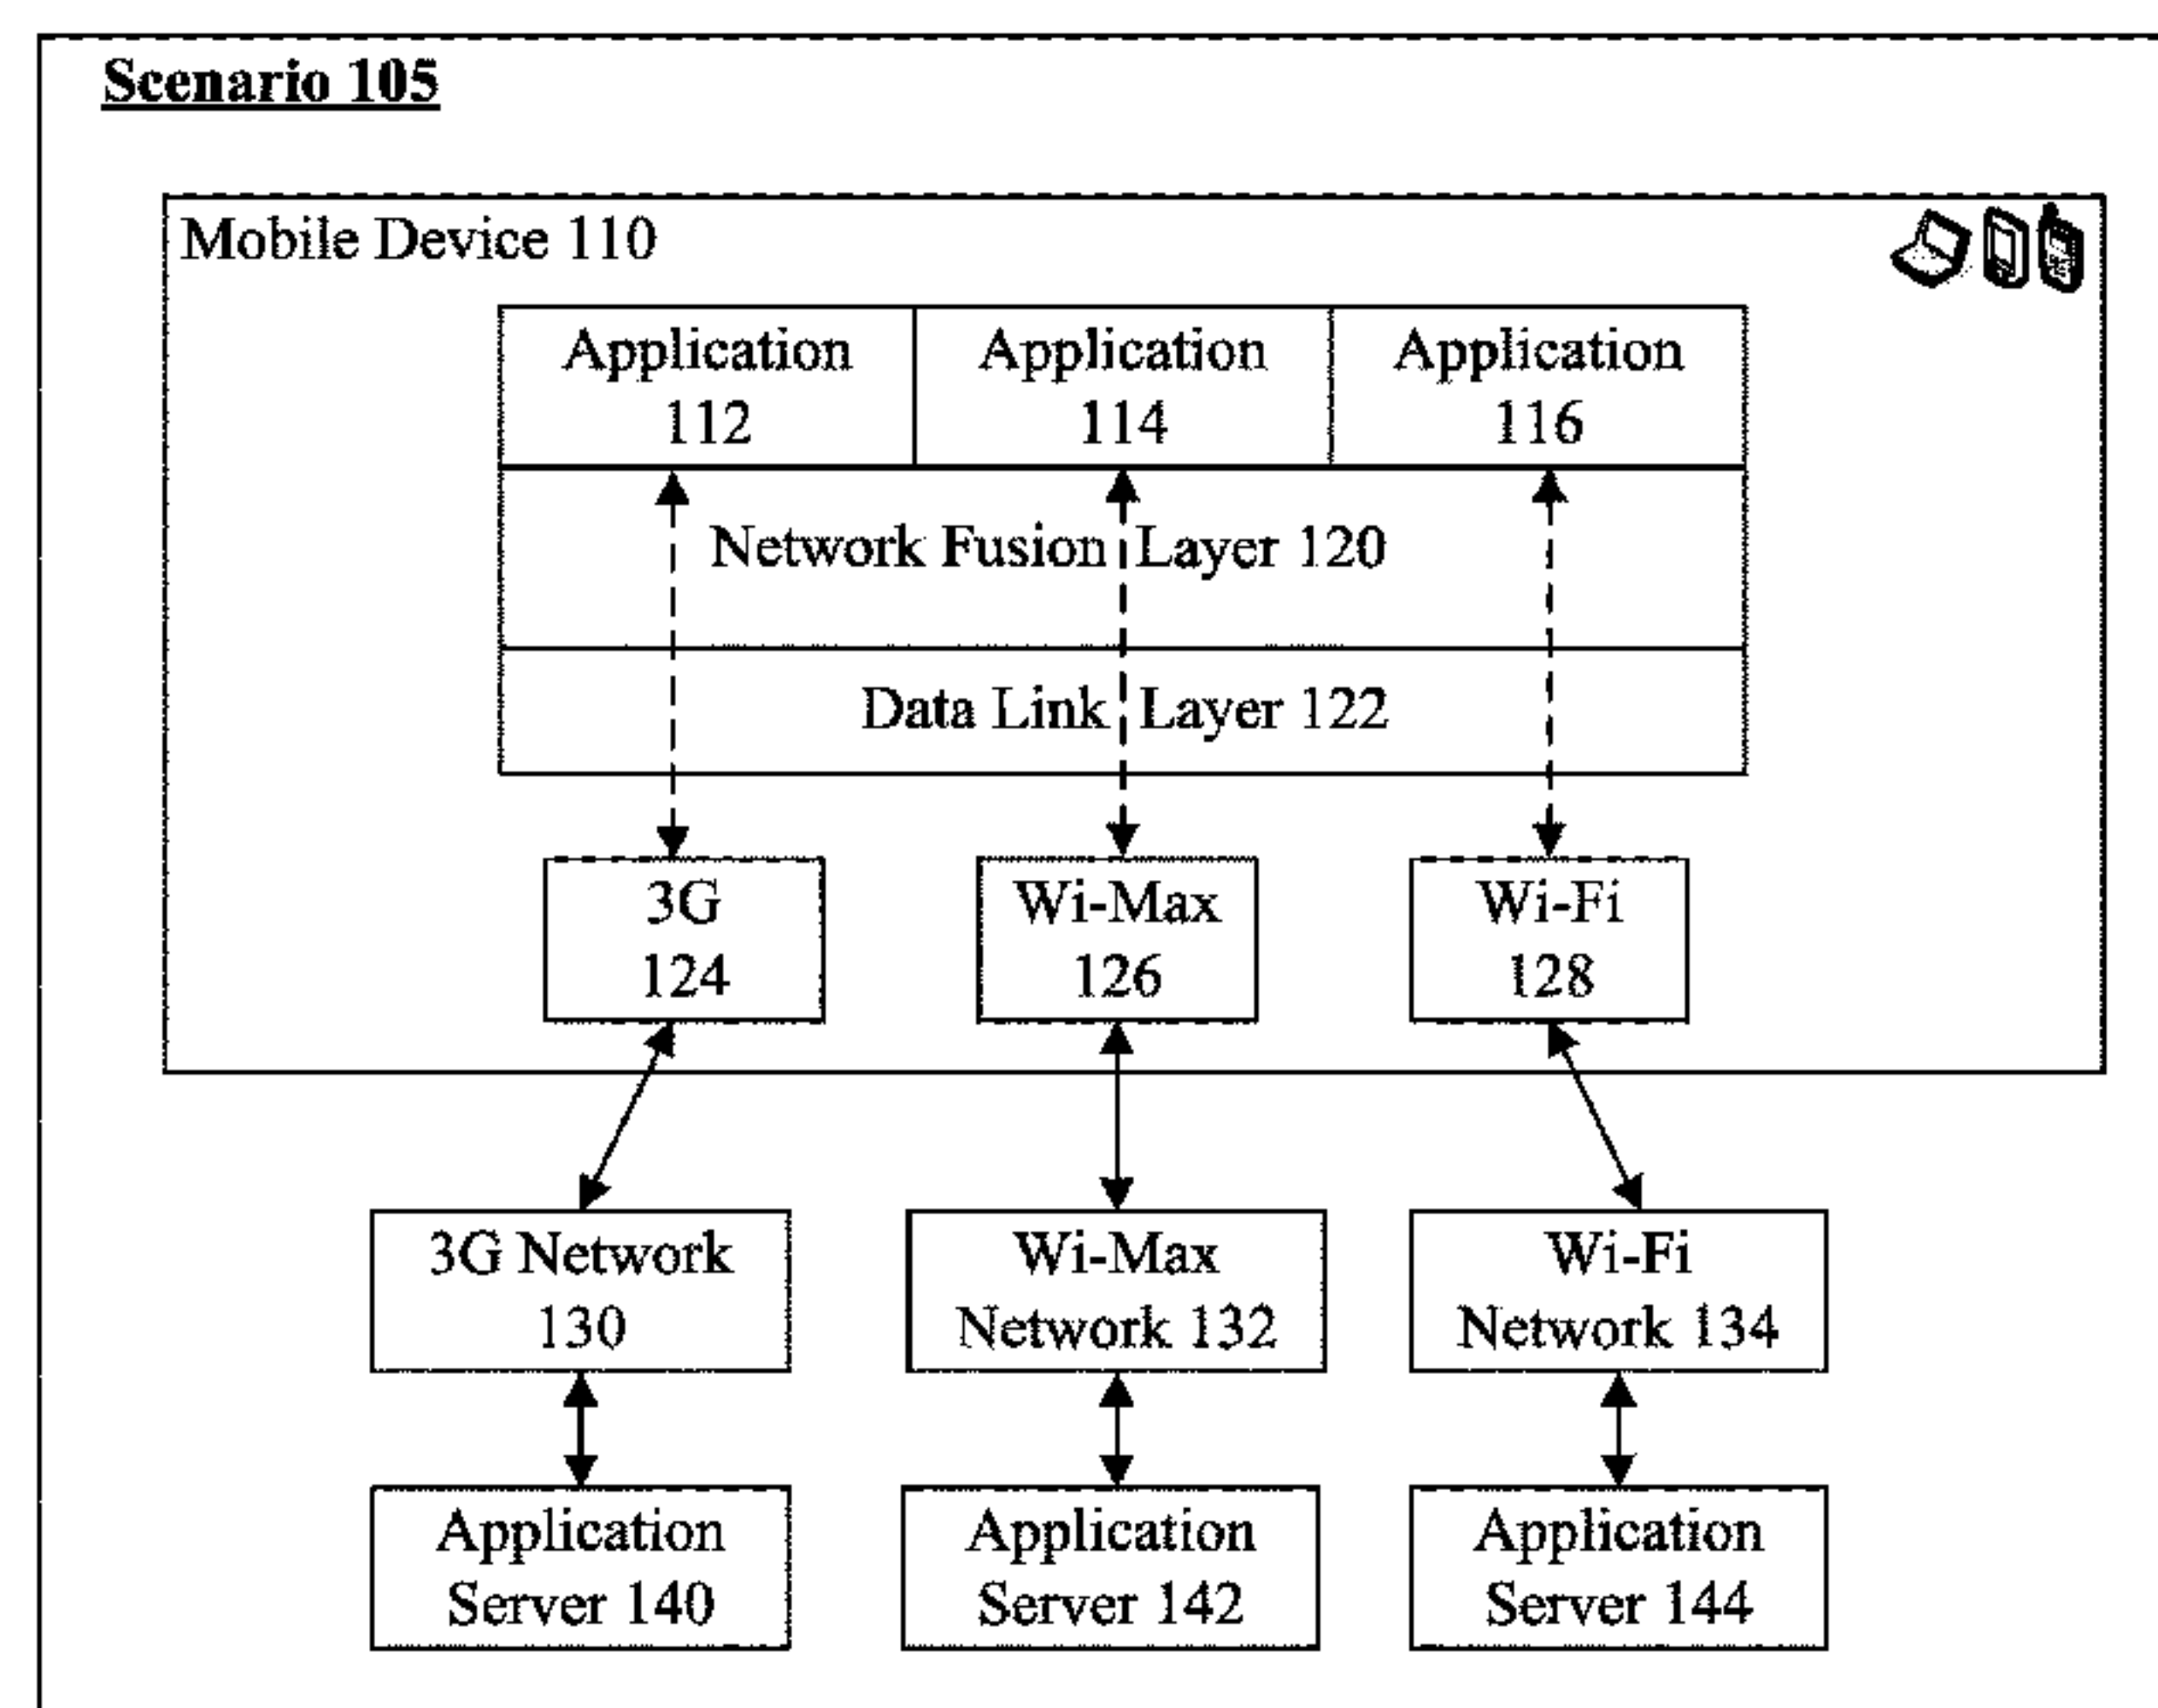 Scenario 105
Mobile Device 110
Application
112
Application
114
Application
116
Network Fusion Layer 120
Data Link Layer 122
3G
124
Wi-Max
126
Wi-Fi
128
3G Network
130
Wi-Max
Network 132
Wi-Fi
Network 134
Application
Server 140
Application
Server 142
Application
Server 144